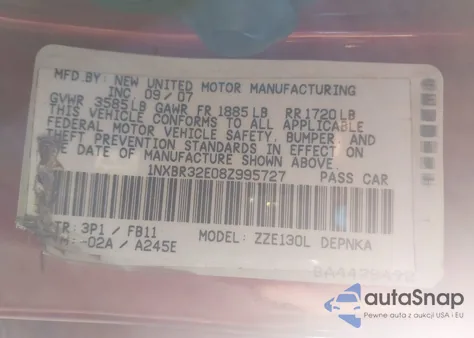 MFD.BY: NEW UNITED MOTOR MANUFACTURING
INC 09/07
GVWR 3585LB GAWR FR 1885LB RR1720LB
THIS VEHICLE CONFORMS TO ALL APPLICABLE
FEDERAL MOTOR VEHICLE SAFETY, BUMPER, AND
THEFT PREVENTION STANDARDS IN EFFECT ON
THE DATE OF MANUFACTURE SHOWN ABOVE.
1NXBR32E08Z995727 PASS CAR
TR: 3P1 / FB11
-02A / A245E MODEL: ZZE130L DEPNKA
autoSnap
Pewne auta z aukcji USA i EU